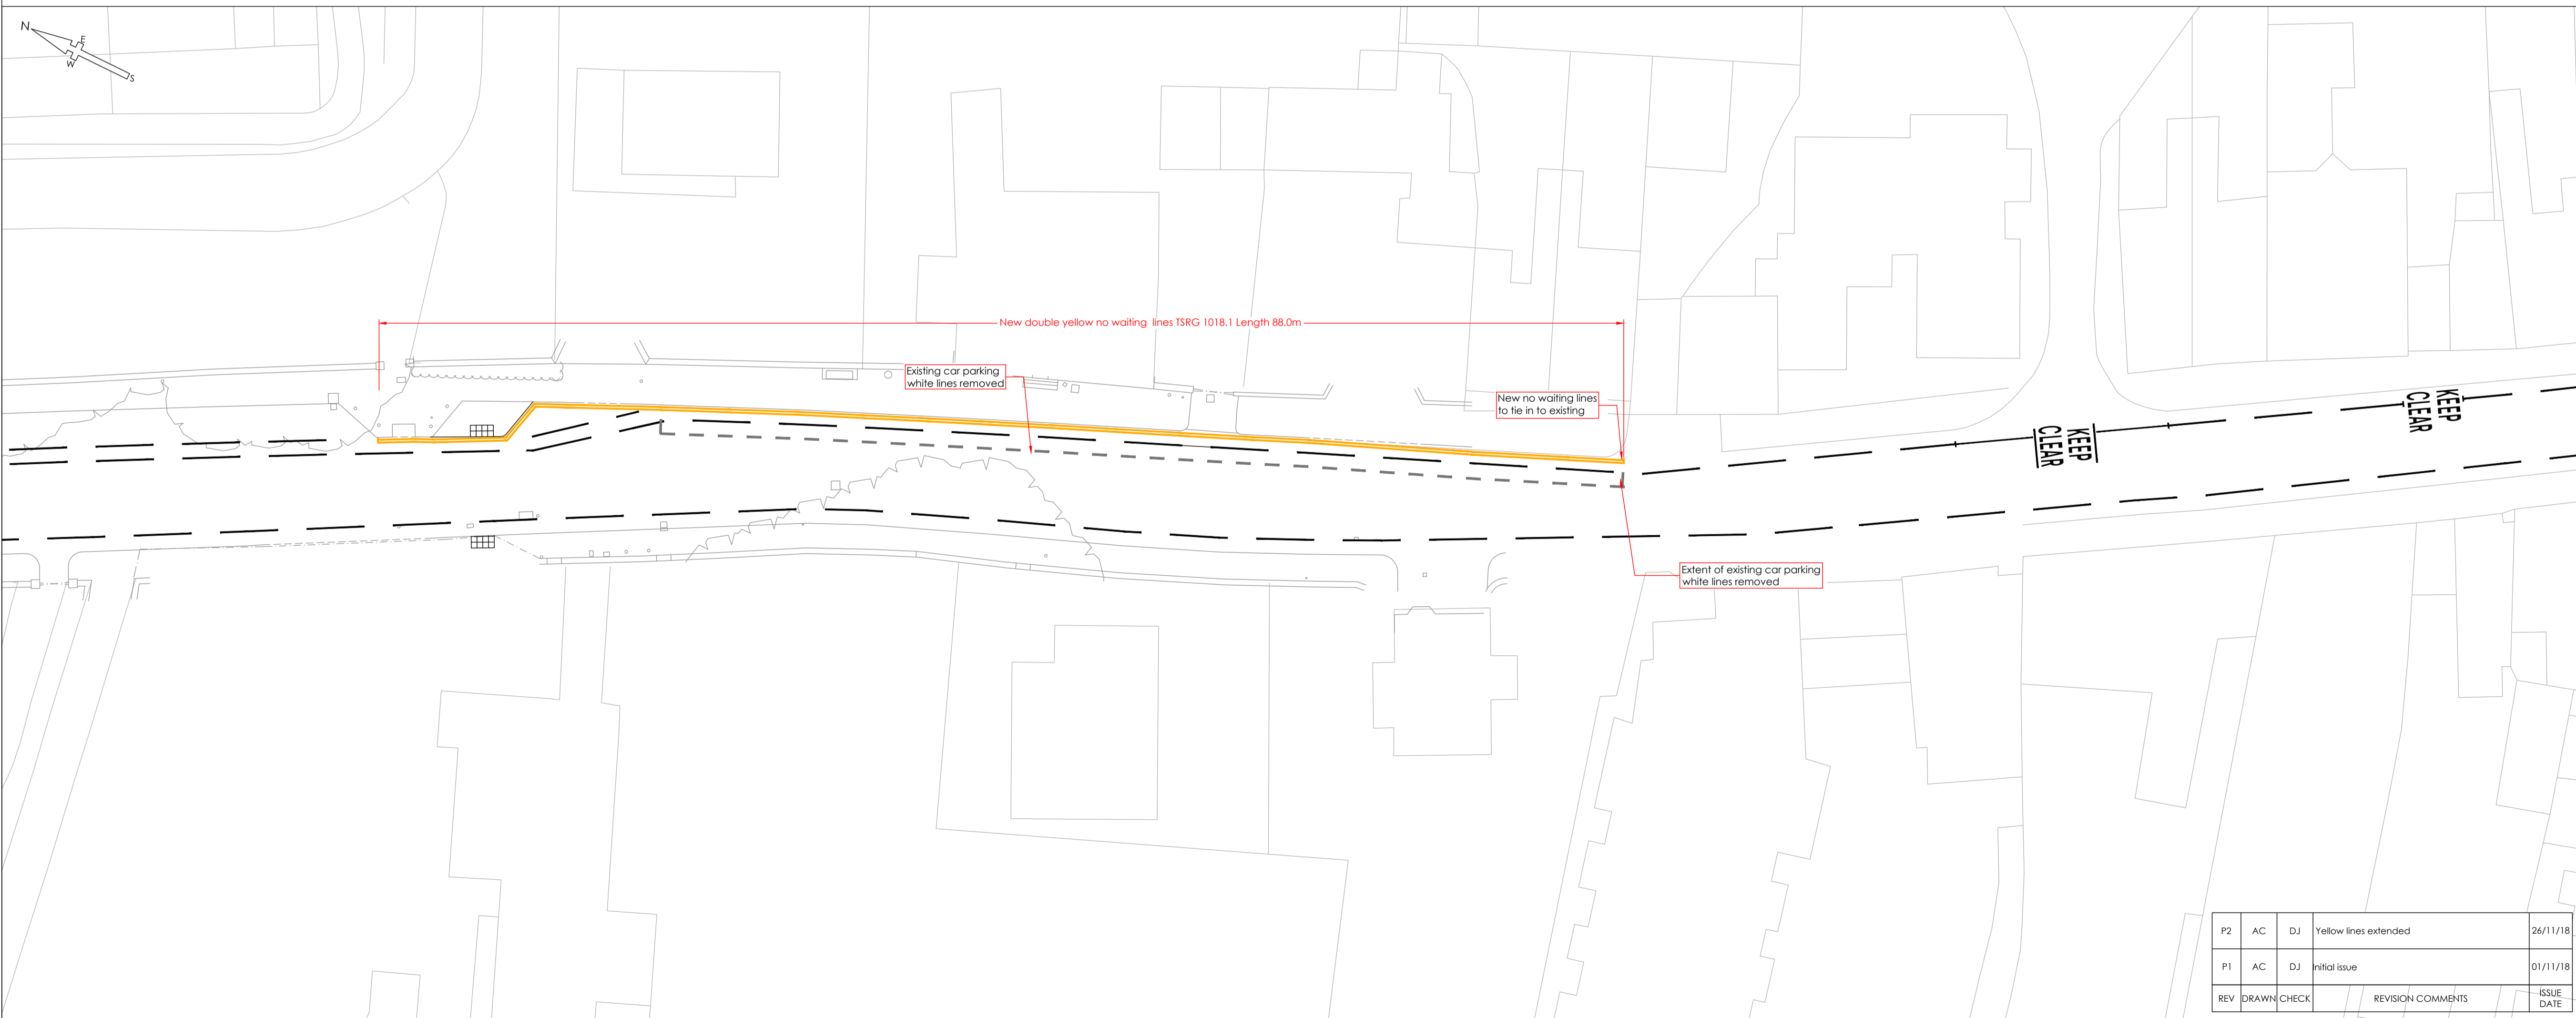 N
E
W
S
New double yellow no waiting lines TSRG 1018.1 Length 88.0m
Existing car parking
white lines removed
New no waiting lines
to tie in to existing
KEEP
CLEAR
KEEP
CLEAR
Extent of existing car parking
white lines removed
P2 AC DJ Yellow lines extended 26/11/18
P1 AC DJ Initial issue 01/11/18
REV DRAWN CHECK REVISION COMMENTS ISSUE
DATE